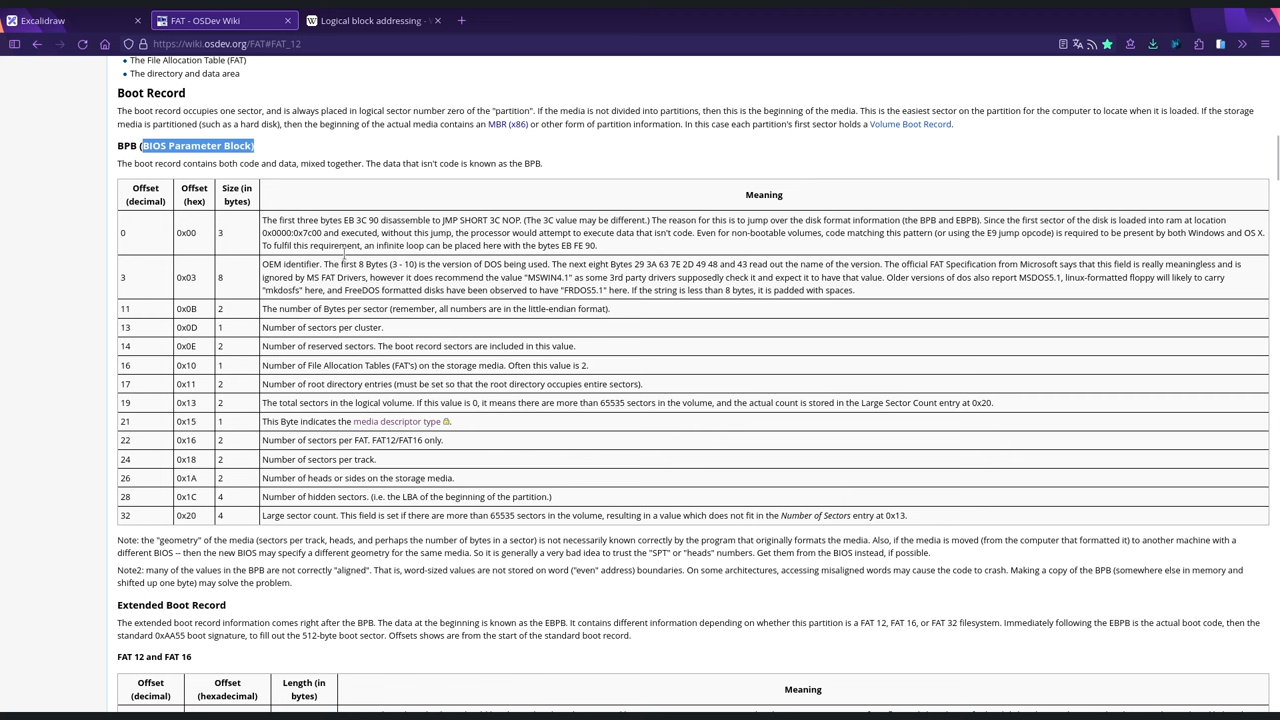 Excalidraw
FAT - OSDev Wiki
Logical block addressing -
https://wiki.osdev.org/FAT#FAT_12
• The File Allocation Table (FAT)
• The directory and data area
Boot Record
The boot record occupies one sector, and is always placed in logical sector number zero of the "partition". If the media is not divided into partitions, then this is the beginning of the media. This is the easiest sector on the partition for the computer to locate when it is loaded. If the storage
media is partitioned (such as a hard disk), then the beginning of the actual media contains an MBR (x86) or other form of partition information. In this case each partition's first sector holds a Volume Boot Record.
BPB (BIOS Parameter Block)
The boot record contains both code and data, mixed together. The data that isn't code is known as the BPB.
Offset (decimal) Offset (hex) Size (in bytes) Meaning
0 0x00 3 The first three bytes EB 3C 90 disassemble to JMP SHORT 3C NOP. (The 3C value may be different.) The reason for this is to jump over the disk format information (the BPB and EBPB). Since the first sector of the disk is loaded into ram at location
0x0000:0x7c00 and executed, without this jump, the processor would attempt to execute data that isn't code. Even for non-bootable volumes, code matching this pattern (or using the E9 jump opcode) is required to be present by both Windows and OS X.
To fulfil this requirement, an infinite loop can be placed here with the bytes EB FE 90.
3 0x03 8 OEM identifier. The first 8 Bytes (3 - 10) is the version of DOS being used. The next eight Bytes 29 3A 63 7E 2D 49 48 and 43 read out the name of the version. The official FAT Specification from Microsoft says that this field is really meaningless and is
ignored by MS FAT Drivers, however it does recommend the value "MSWIN4.1" as some 3rd party drivers supposedly check it and expect it to have that value. Older versions of dos also report MSDOS5.1, linux-formatted floppy will likely to carry
"mkdosfs" here, and FreeDOS formatted disks have been observed to have "FRDOS5.1" here. If the string is less than 8 bytes, it is padded with spaces.
11 0x0B 2 The number of Bytes per sector (remember, all numbers are in the little-endian format).
13 0x0D 1 Number of sectors per cluster.
14 0x0E 2 Number of reserved sectors. The boot record sectors are included in this value.
16 0x10 1 Number of File Allocation Tables (FAT's) on the storage media. Often this value is 2.
17 0x11 2 Number of root directory entries (must be set so that the root directory occupies entire sectors).
19 0x13 2 The total sectors in the logical volume. If this value is 0, it means there are more than 65535 sectors in the volume, and the actual count is stored in the Large Sector Count entry at 0x20.
21 0x15 1 This Byte indicates the media descriptor type.
22 0x16 2 Number of sectors per FAT. FAT12/FAT16 only.
24 0x18 2 Number of sectors per track.
26 0x1A 2 Number of heads or sides on the storage media.
28 0x1C 4 Number of hidden sectors. (i.e. the LBA of the beginning of the partition.)
32 0x20 4 Large sector count. This field is set if there are more than 65535 sectors in the volume, resulting in a value which does not fit in the Number of Sectors entry at 0x13.
Note: the "geometry" of the media (sectors per track, heads, and perhaps the number of bytes in a sector) is not necessarily known correctly by the program that originally formats the media. Also, if the media is moved (from the computer that formatted it) to another machine with a
different BIOS -- then the new BIOS may specify a different geometry for the same media. So it is generally a very bad idea to trust the "SPT" or "heads" numbers. Get them from the BIOS instead, if possible.
Note2: many of the values in the BPB are not correctly "aligned". That is, word-sized values are not stored on word ("even" address) boundaries. On some architectures, accessing misaligned words may cause the code to crash. Making a copy of the BPB (somewhere else in memory and
shifted up one byte) may solve the problem.
Extended Boot Record
The extended boot record information comes right after the BPB. The data at the beginning is known as the EBPB. It contains different information depending on whether this partition is a FAT 12, FAT 16, or FAT 32 filesystem. Immediately following the EBPB is the actual boot code, then the
standard 0xAA55 boot signature, to fill out the 512-byte boot sector. Offsets shows are from the start of the standard boot record.
FAT 12 and FAT 16
Offset (decimal) Offset (hexadecimal) Length (in bytes) Meaning